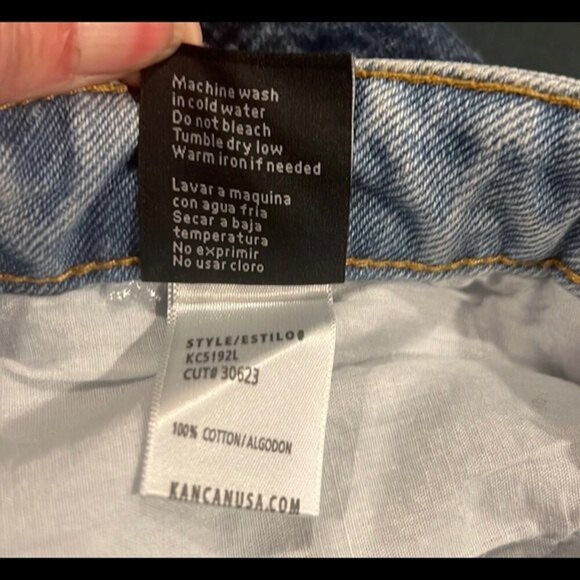 Machine wash
in cold water
Do not bleach
Tumble dry low
Warm iron if needed
Lavar a maquina
con agua fria
Secar a baja
temperatura
No exprimir
No usar cloro
STYLE/ESTILO#
KC5192L
CUT# 30623
100% COTTON/ALGODON
KANCANUSA.COM